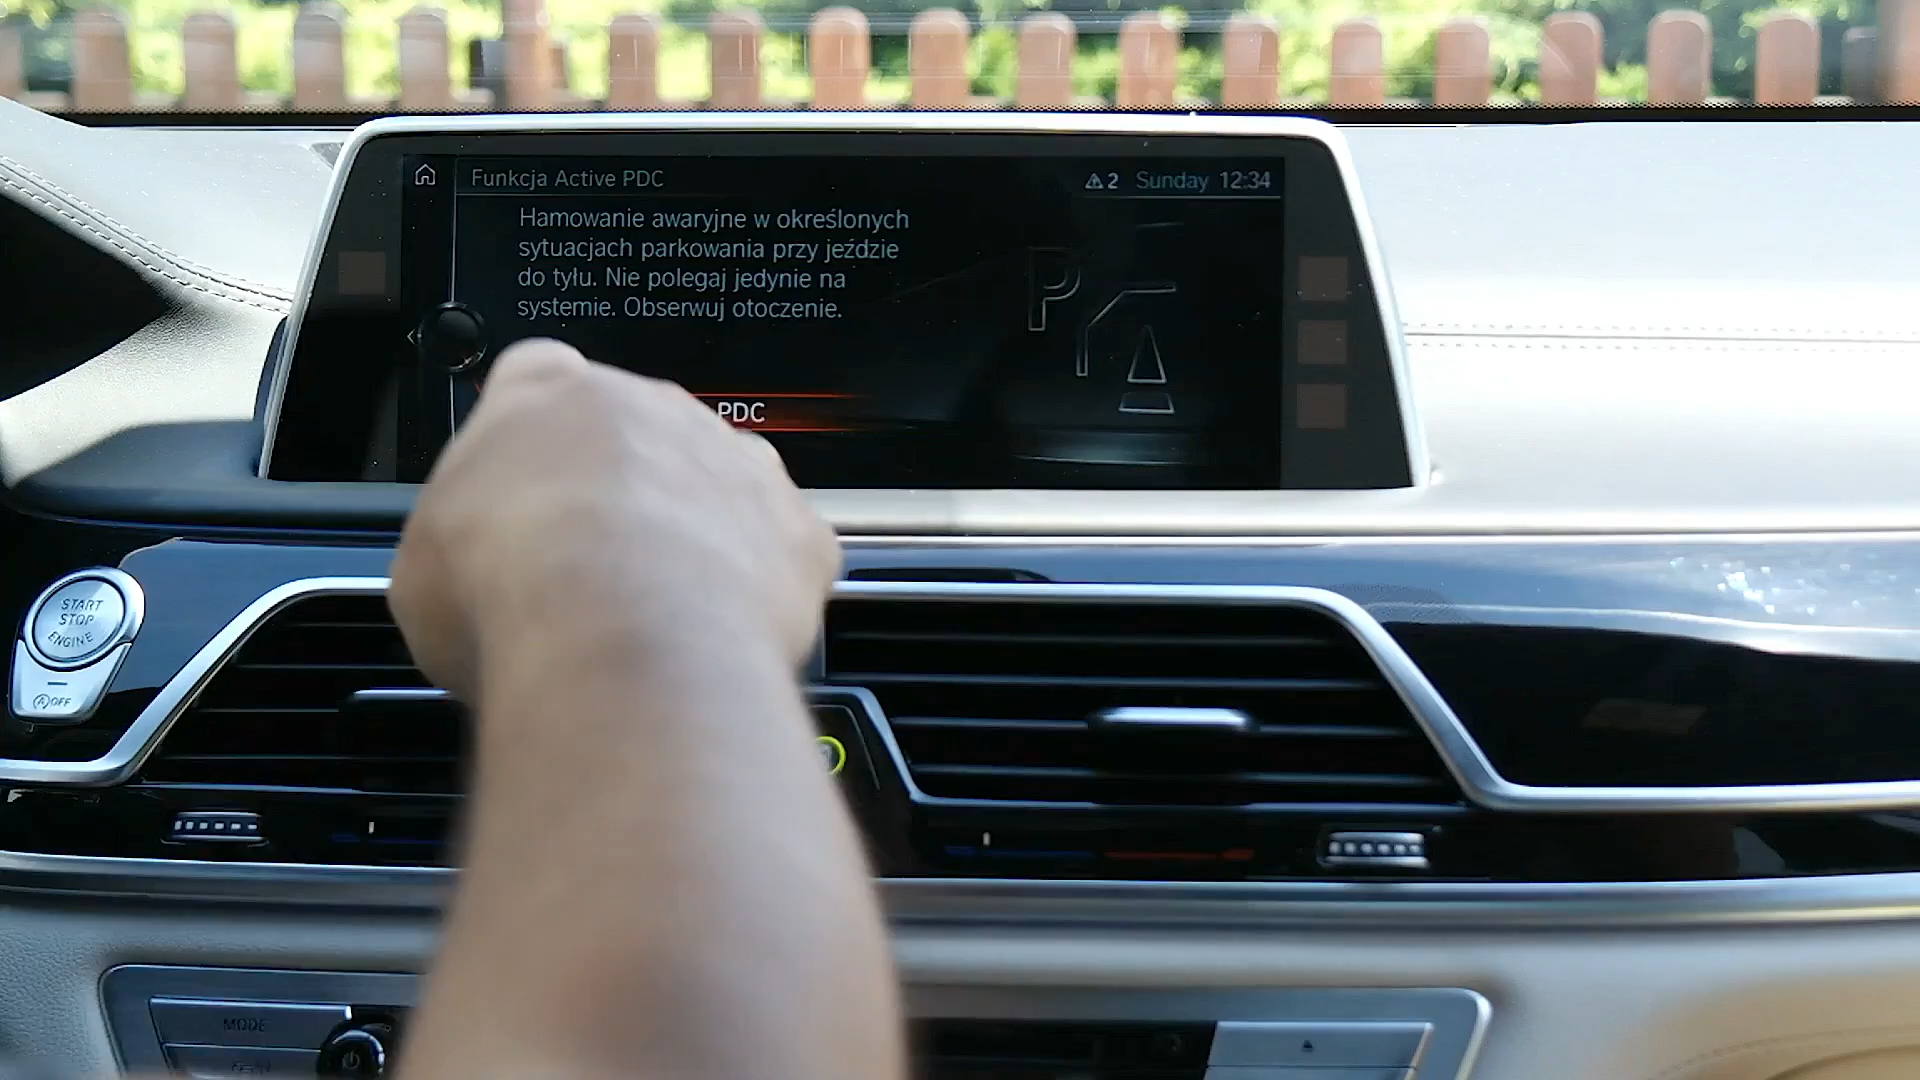 Funkcja Active PDC
2 Sunday 12:34
Hamowanie awaryjne w określonych
sytuacjach parkowania przy jeździe
do tyłu. Nie polegaj jedynie na
systemie. Obserwuj otoczenie.
P
PDC
START
STOP
ENGINE
A OFF
MODE